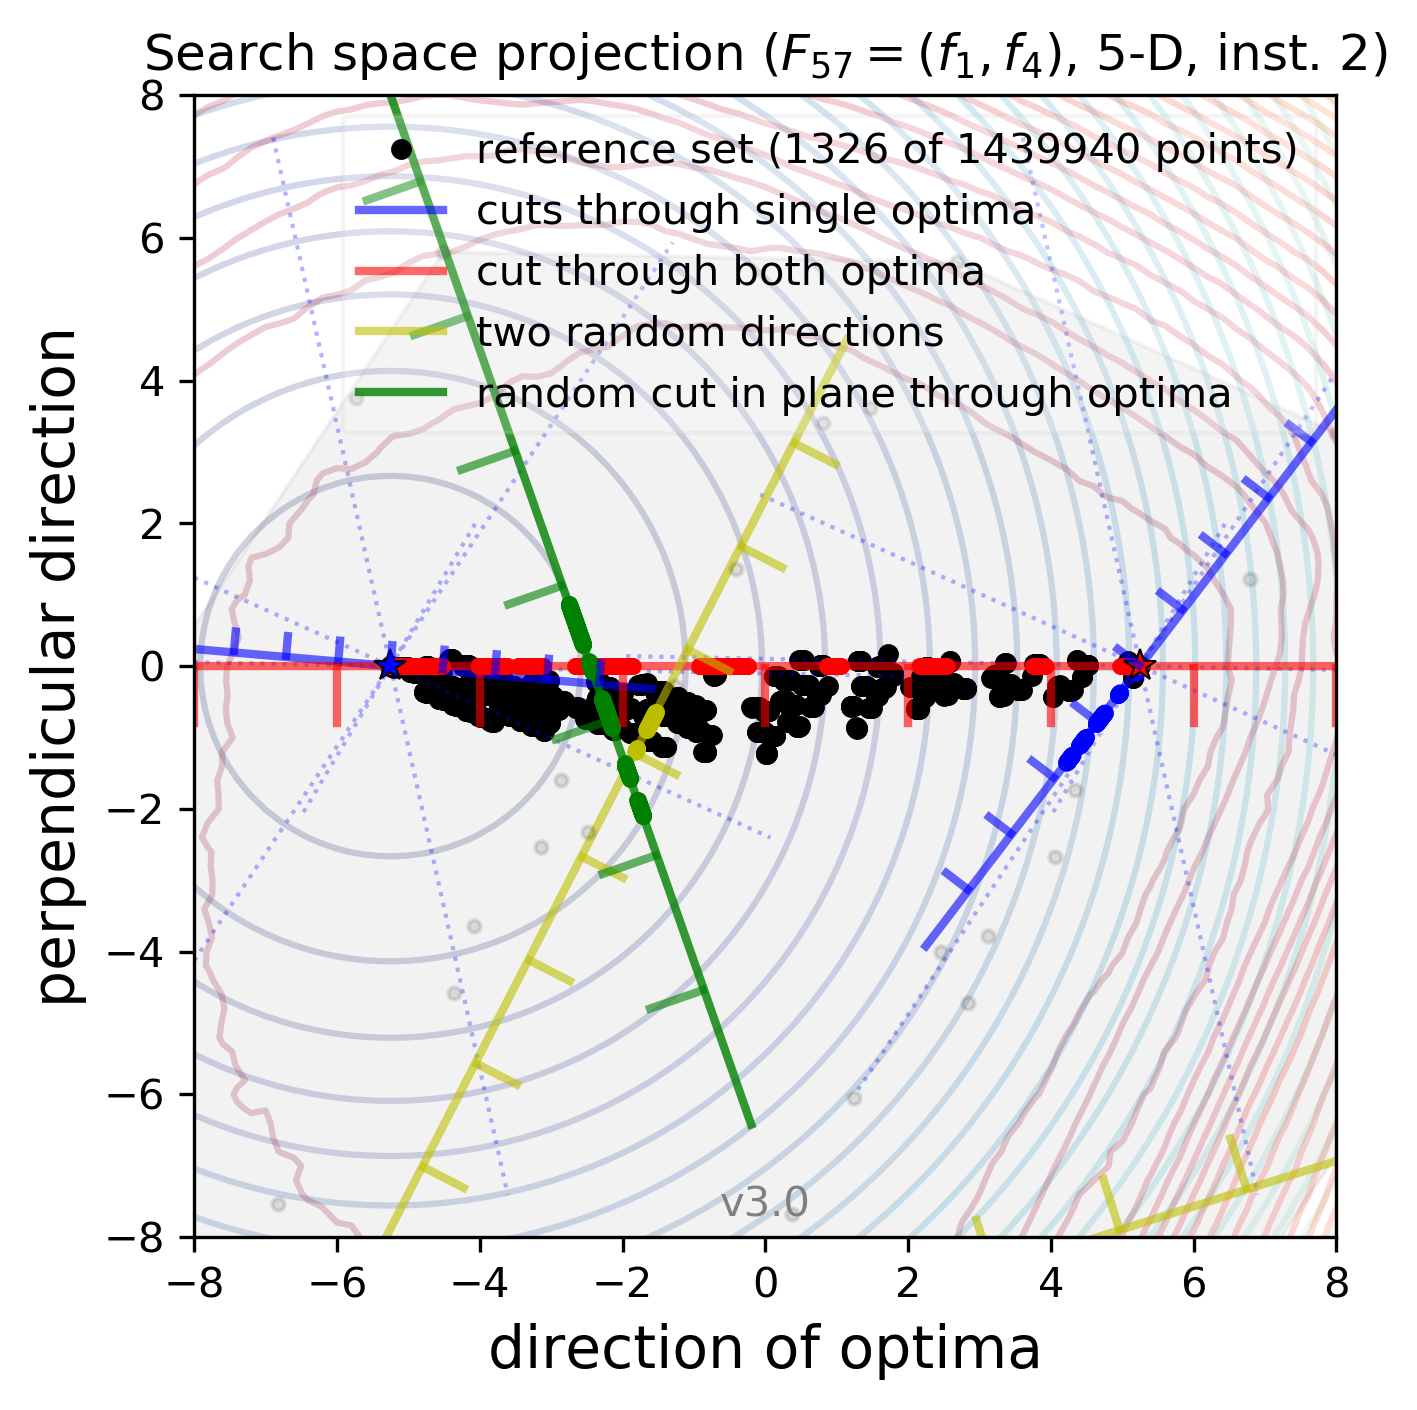 Search space projection (F₅₇ = (f₁, f₄), 5-D, inst. 2)
reference set (1326 of 1439940 points)
cuts through single optima
cut through both optima
two random directions
random cut in plane through optima
perpendicular direction
8
6
4
2
0
−2
−4
−6
−8
v3.0
−8 −6 −4 −2 0 2 4 6 8
direction of optima